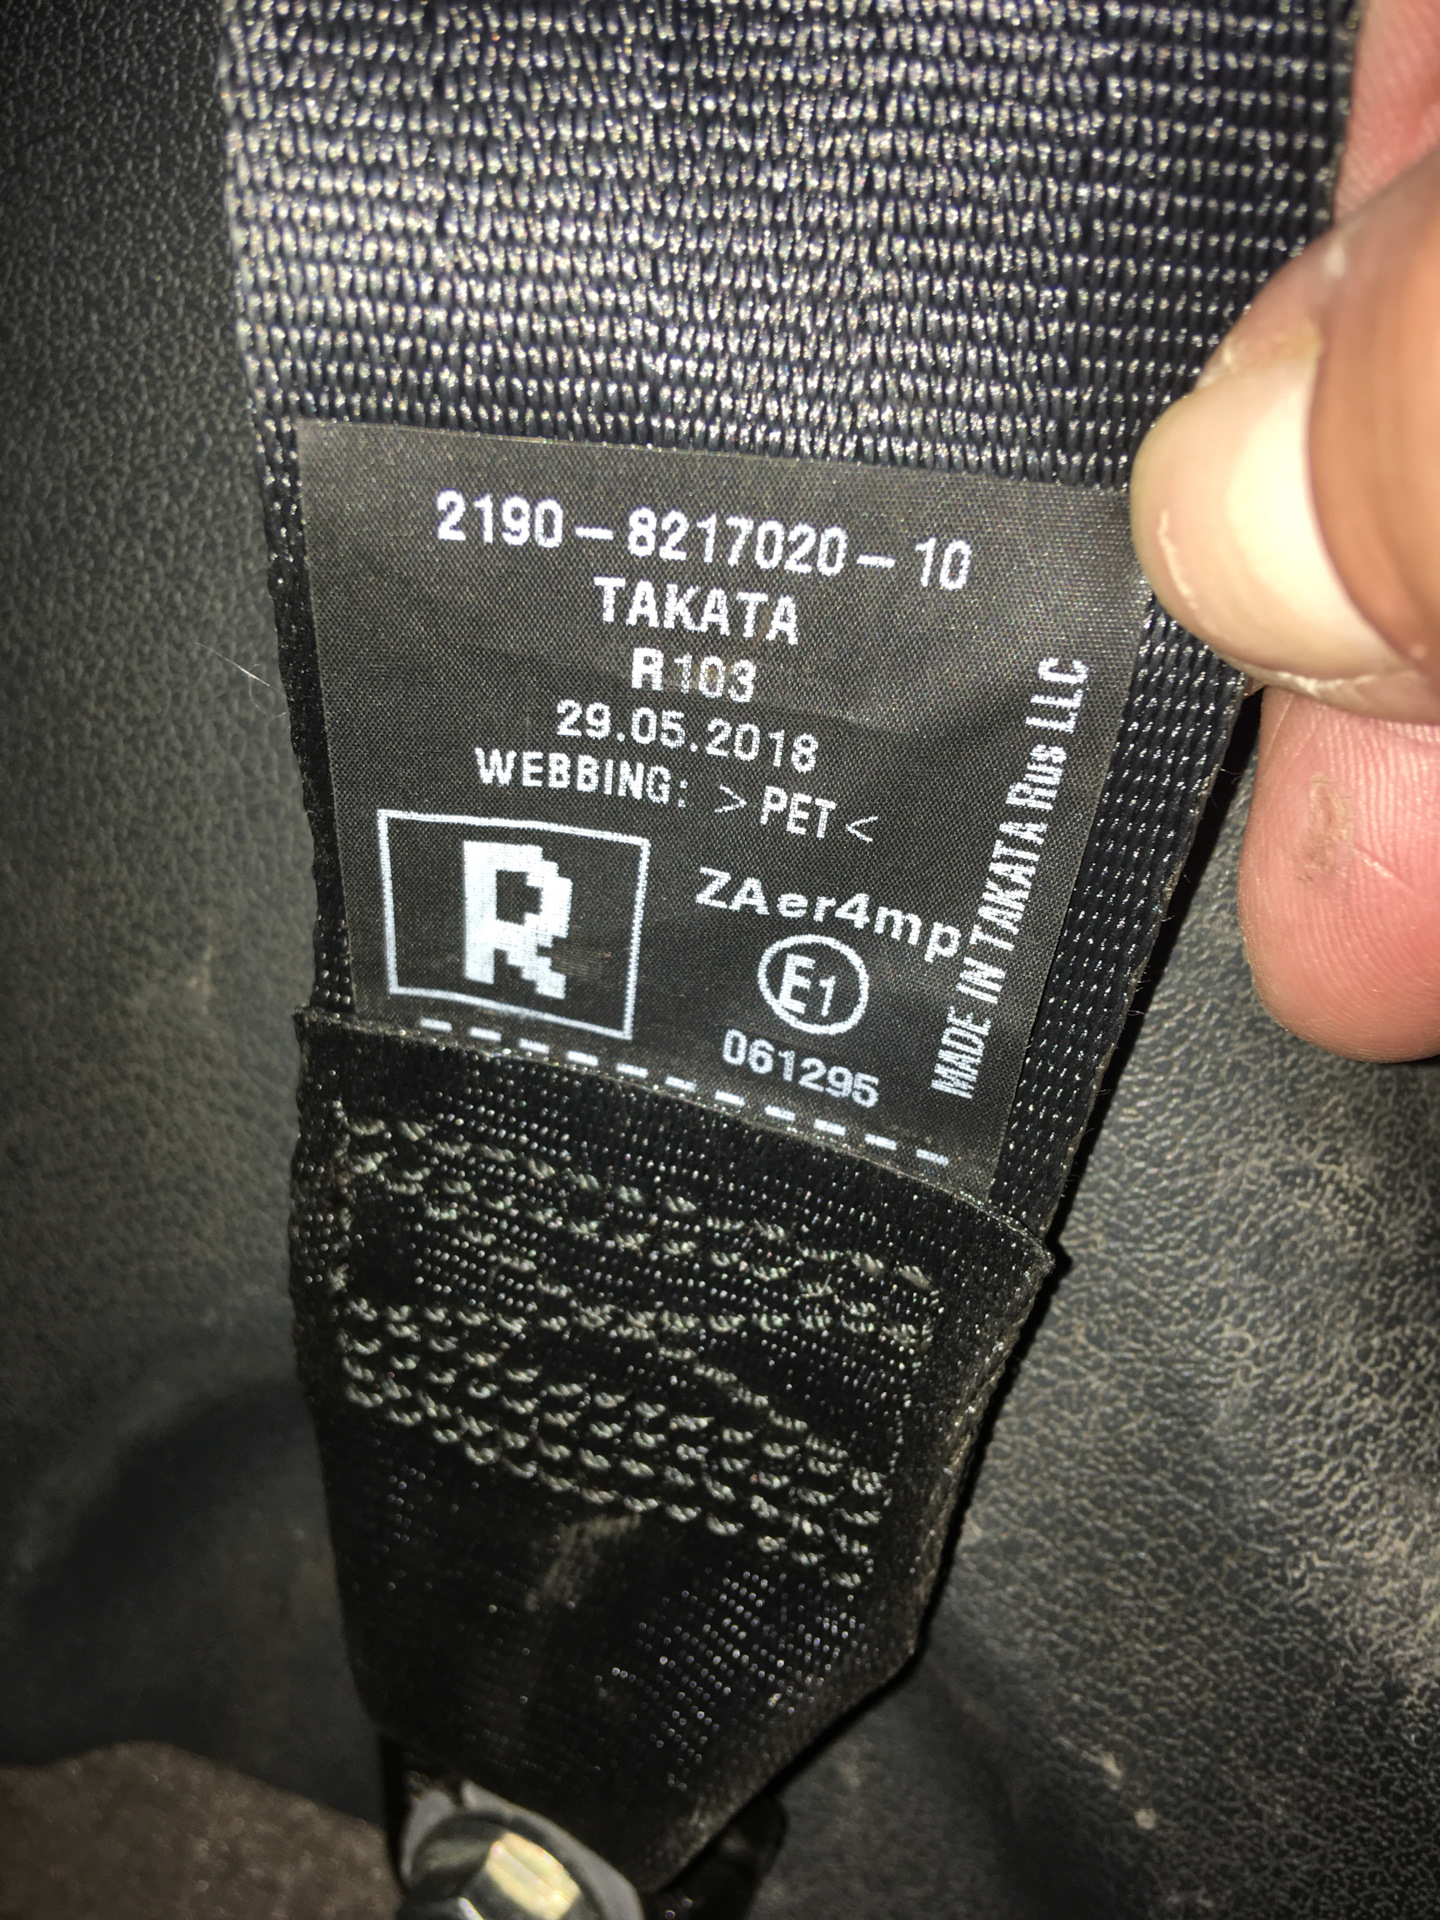 2190-8217020-10
TAKATA
R103
29.05.2018
WEBBING: >PET<
R
ZAer4mp
E1
061295
MADE IN TAKATA Rus LLC